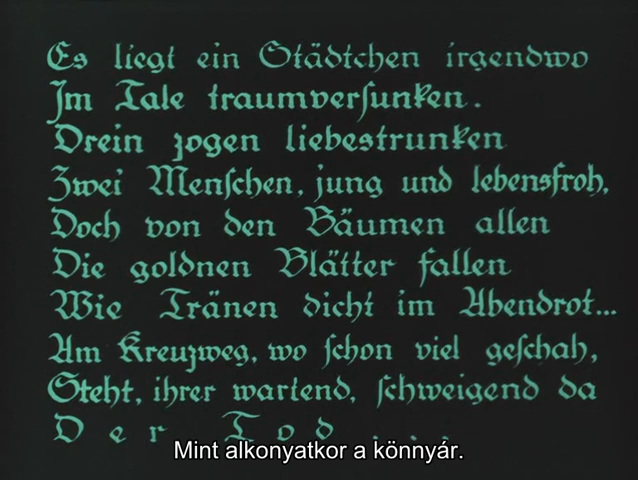 Es liegt ein Städtchen irgendwo
Im Tale traumversunken.
Drein zogen liebestrunken
Zwei Menschen, jung und lebensfroh,
Doch von den Bäumen allen
Die goldnen Blätter fallen
Wie Tränen dicht im Abendrot...
Am Kreuzweg, wo schon viel geschah,
Steht, ihrer wartend, schweigend da
Der Tod...
Mint alkonyatkor a könnyár.